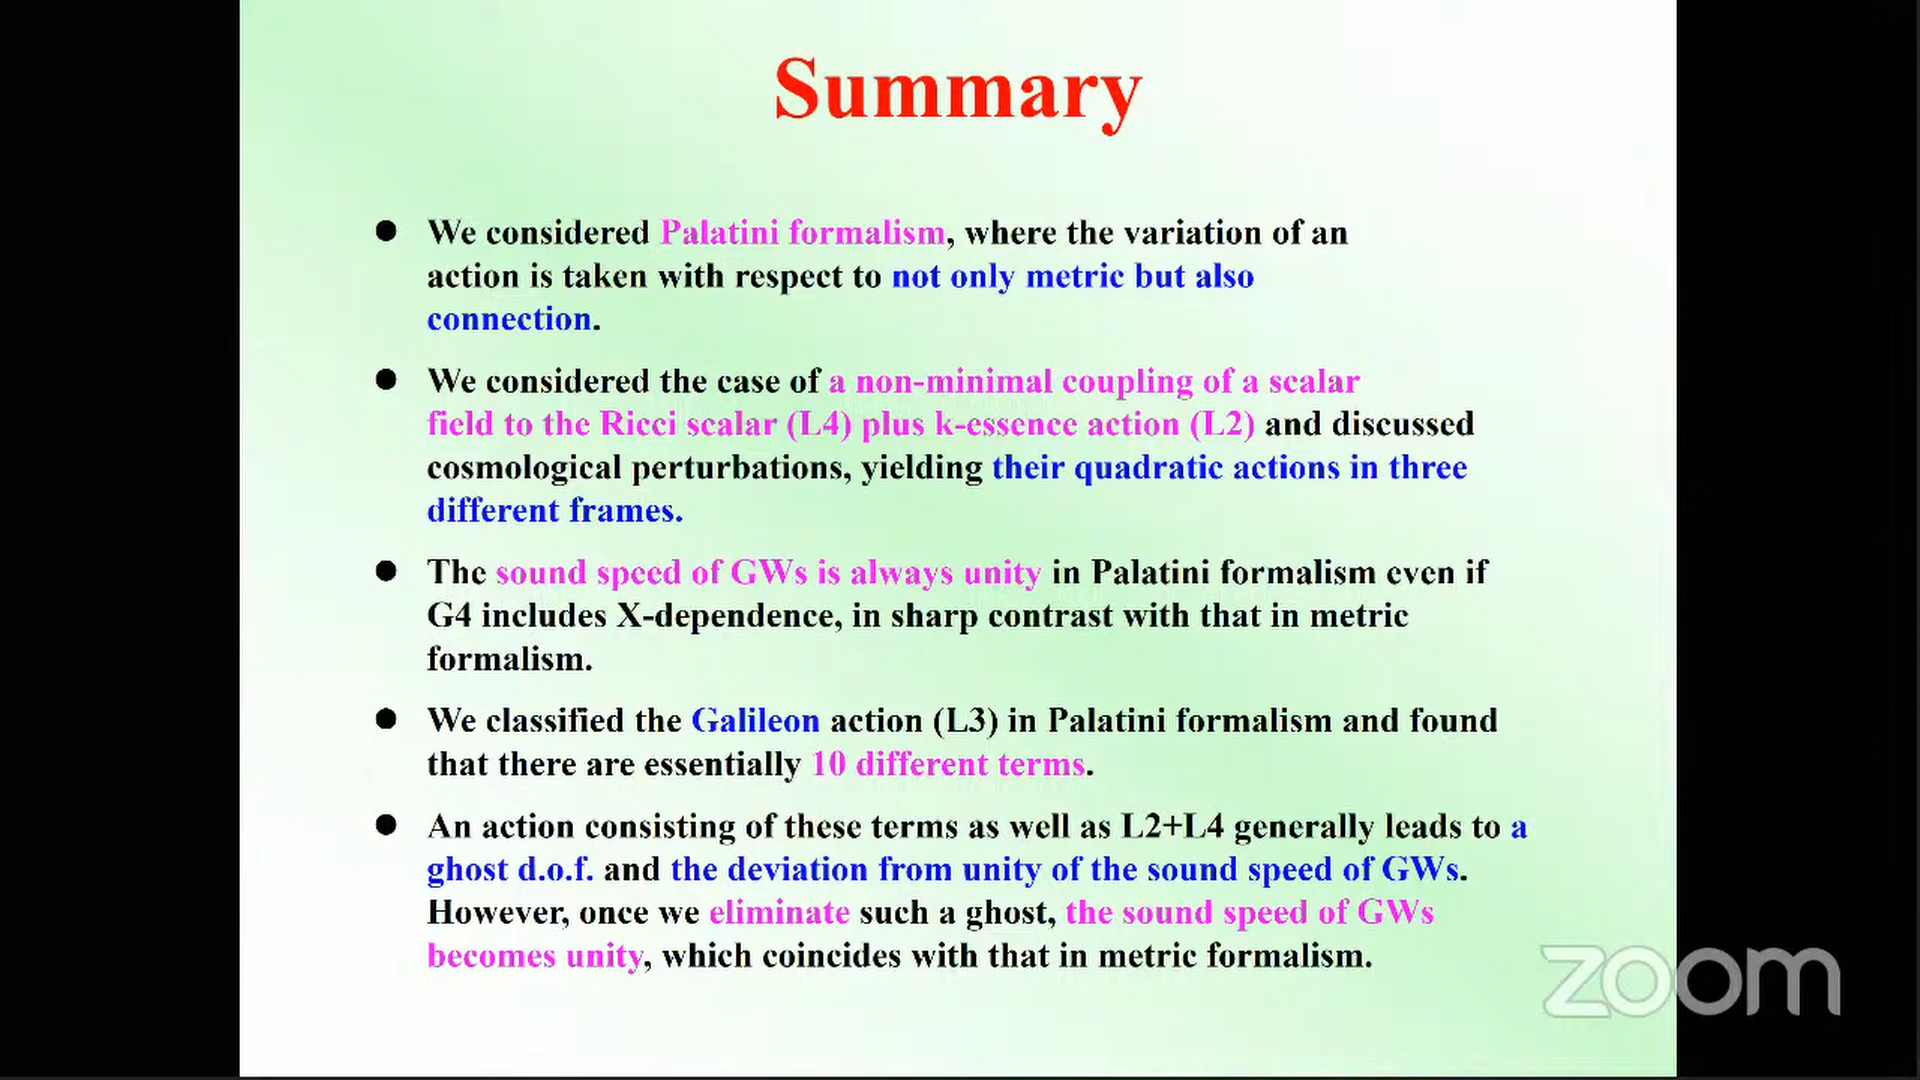 Summary
● We considered Palatini formalism, where the variation of an
action is taken with respect to not only metric but also
connection.
● We considered the case of a non-minimal coupling of a scalar
field to the Ricci scalar (L4) plus k-essence action (L2) and discussed
cosmological perturbations, yielding their quadratic actions in three
different frames.
● The sound speed of GWs is always unity in Palatini formalism even if
G4 includes X-dependence, in sharp contrast with that in metric
formalism.
● We classified the Galileon action (L3) in Palatini formalism and found
that there are essentially 10 different terms.
● An action consisting of these terms as well as L2+L4 generally leads to a
ghost d.o.f. and the deviation from unity of the sound speed of GWs.
However, once we eliminate such a ghost, the sound speed of GWs
becomes unity, which coincides with that in metric formalism.
zoom